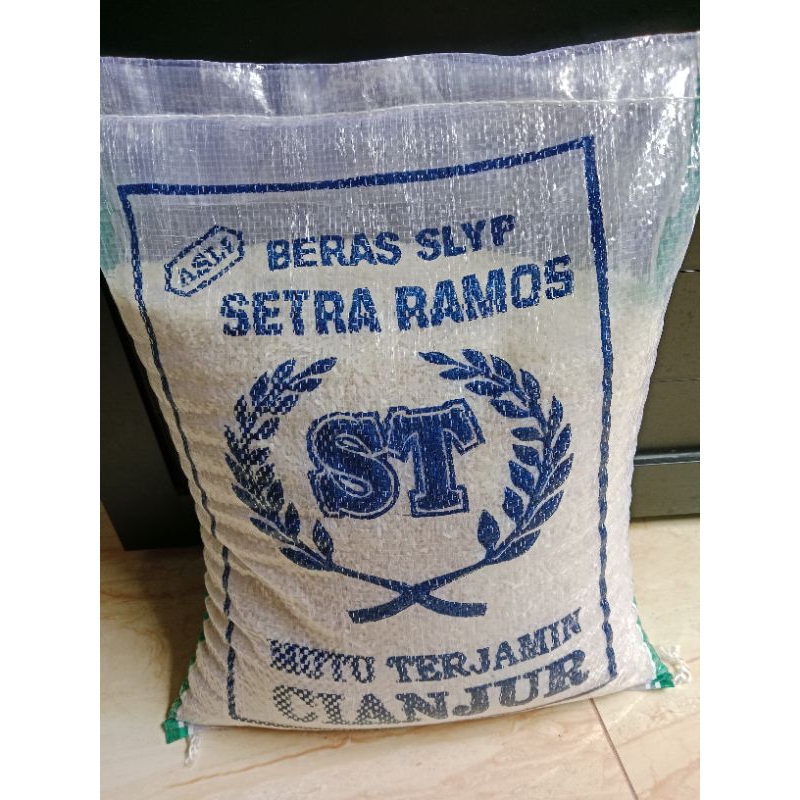 ASLI
BERAS SLYP
SETRA RAMOS
ST
MUTU TERJAMIN
CIANJUR